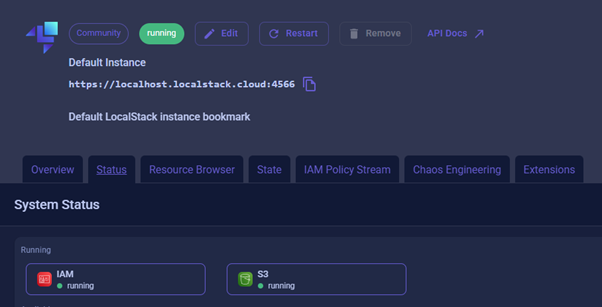 Community running Edit Restart Remove API Docs
Default Instance
https://localhost.localstack.cloud:4566
Default LocalStack instance bookmark
Overview Status Resource Browser State IAM Policy Stream Chaos Engineering Extensions
System Status
Running
IAM S3
running running